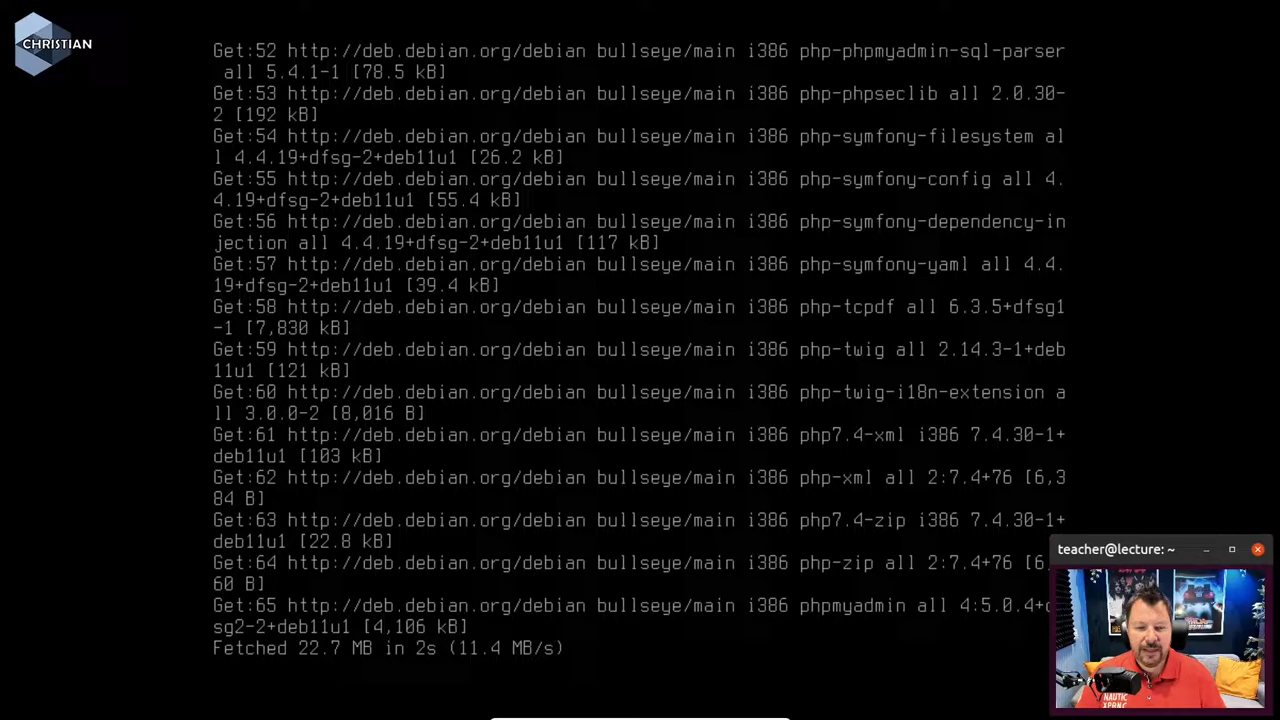 CHRISTIAN
Get:52 http://deb.debian.org/debian bullseye/main i386 php-phpmyadmin-sql-parser
 all 5.4.1-1 [78.5 kB]
Get:53 http://deb.debian.org/debian bullseye/main i386 php-phpseclib all 2.0.30-
2 [192 kB]
Get:54 http://deb.debian.org/debian bullseye/main i386 php-symfony-filesystem al
l 4.4.19+dfsg-2+deb11u1 [26.2 kB]
Get:55 http://deb.debian.org/debian bullseye/main i386 php-symfony-config all 4.
4.19+dfsg-2+deb11u1 [55.4 kB]
Get:56 http://deb.debian.org/debian bullseye/main i386 php-symfony-dependency-in
jection all 4.4.19+dfsg-2+deb11u1 [117 kB]
Get:57 http://deb.debian.org/debian bullseye/main i386 php-symfony-yaml all 4.4.
19+dfsg-2+deb11u1 [39.4 kB]
Get:58 http://deb.debian.org/debian bullseye/main i386 php-tcpdf all 6.3.5+dfsg1
-1 [7,830 kB]
Get:59 http://deb.debian.org/debian bullseye/main i386 php-twig all 2.14.3-1+deb
11u1 [121 kB]
Get:60 http://deb.debian.org/debian bullseye/main i386 php-twig-i18n-extension a
ll 3.0.0-2 [8,016 B]
Get:61 http://deb.debian.org/debian bullseye/main i386 php7.4-xml i386 7.4.30-1+
deb11u1 [103 kB]
Get:62 http://deb.debian.org/debian bullseye/main i386 php-xml all 2:7.4+76 [6,3
84 B]
Get:63 http://deb.debian.org/debian bullseye/main i386 php7.4-zip i386 7.4.30-1+
deb11u1 [22.8 kB]
Get:64 http://deb.debian.org/debian bullseye/main i386 php-zip all 2:7.4+76 [6
60 B]
Get:65 http://deb.debian.org/debian bullseye/main i386 phpmyadmin all 4:5.0.4+
sg2-2+deb11u1 [4,106 kB]
Fetched 22.7 MB in 2s (11.4 MB/s)
teacher@lecture: ~
NAUTIC